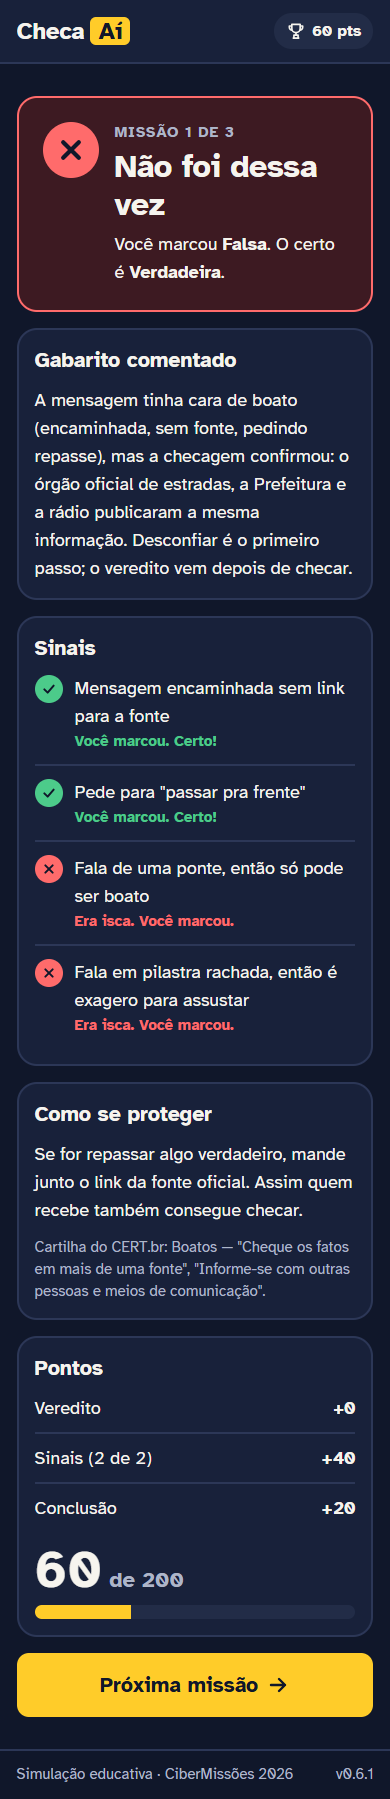 Checa Aí
60 pts
MISSÃO 1 DE 3
Não foi dessa
vez
Você marcou Falsa. O certo
é Verdadeira.
Gabarito comentado
A mensagem tinha cara de boato
(encaminhada, sem fonte, pedindo
repasse), mas a checagem confirmou: o
órgão oficial de estradas, a Prefeitura e
a rádio publicaram a mesma
informação. Desconfiar é o primeiro
passo; o veredito vem depois de checar.
Sinais
Mensagem encaminhada sem link
para a fonte
Você marcou. Certo!
Pede para "passar pra frente"
Você marcou. Certo!
Fala de uma ponte, então só pode
ser boato
Era isca. Você marcou.
Fala em pilastra rachada, então é
exagero para assustar
Era isca. Você marcou.
Como se proteger
Se for repassar algo verdadeiro, mande
junto o link da fonte oficial. Assim quem
recebe também consegue checar.
Cartilha do CERT.br: Boatos — "Cheque os fatos
em mais de uma fonte", "Informe-se com outras
pessoas e meios de comunicação".
Pontos
Veredito +0
Sinais (2 de 2) +40
Conclusão +20
60 de 200
Próxima missão →
Simulação educativa · CiberMissões 2026 v0.6.1